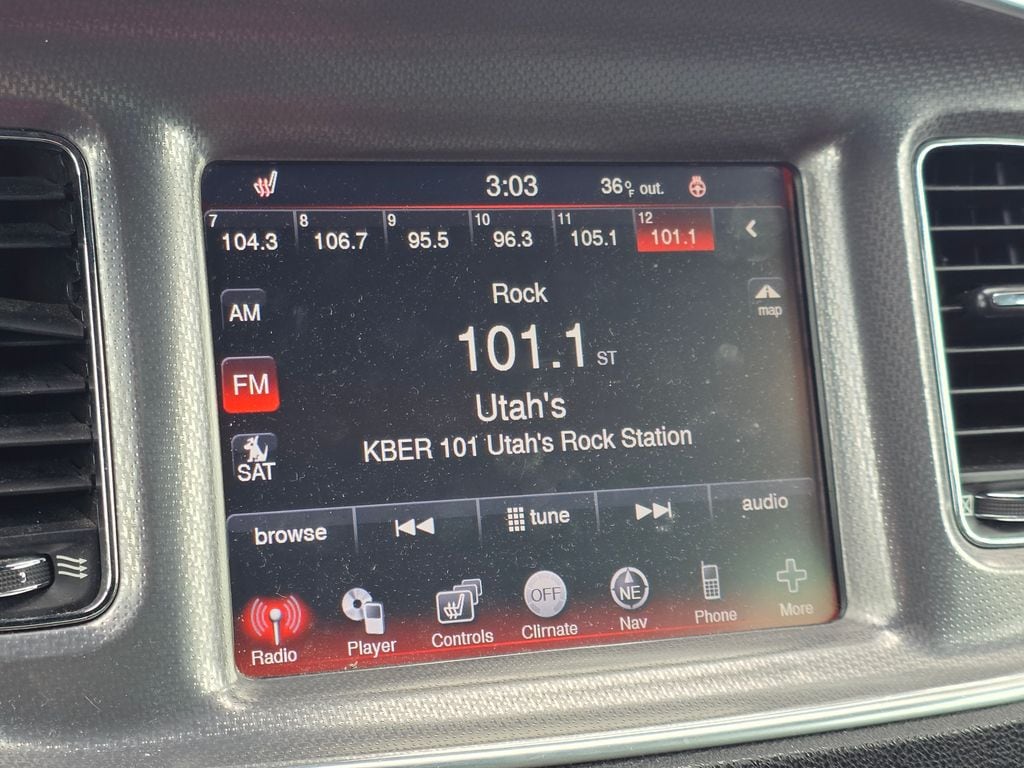 3:03 36°F out.
7 8 9 10 11 12
104.3 106.7 95.5 96.3 105.1 101.1
Rock
AM
map
101.1 ST
FM
Utah's
KBER 101 Utah's Rock Station
SAT
browse tune audio
OFF NE
Radio Player Controls Climate Nav Phone More